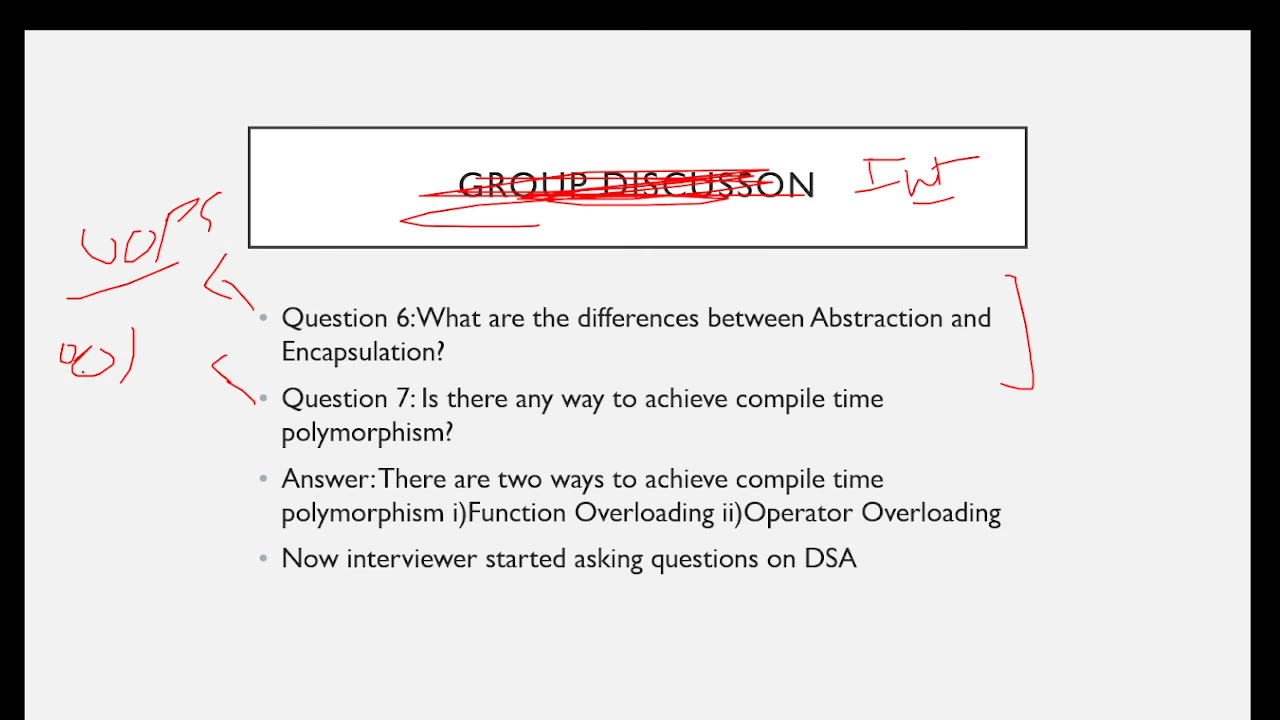 GROUP DISCUSSON
Int
• Question 6:What are the differences between Abstraction and
Encapsulation?
• Question 7: Is there any way to achieve compile time
polymorphism?
• Answer:There are two ways to achieve compile time
polymorphism i)Function Overloading ii)Operator Overloading
• Now interviewer started asking questions on DSA